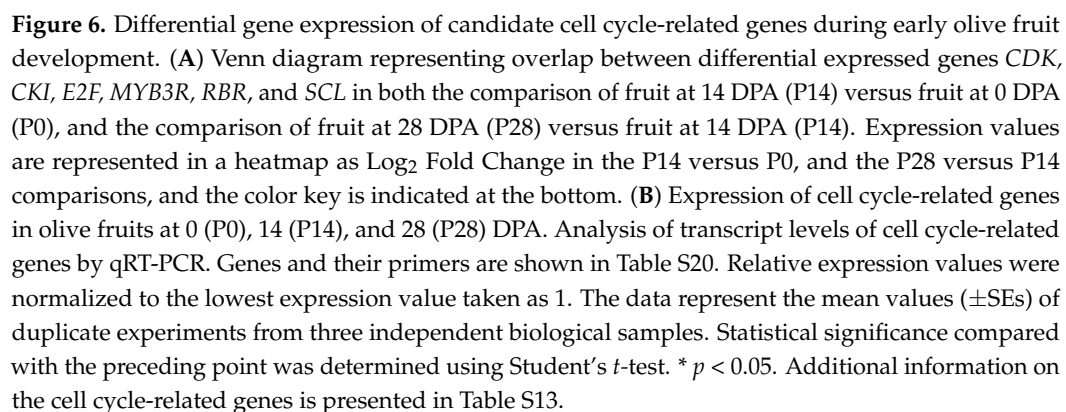 Figure 6. Differential gene expression of candidate cell cycle-related genes during early olive fruit
development. (A) Venn diagram representing overlap between differential expressed genes CDK,
CKI, E2F, MYB3R, RBR, and SCL in both the comparison of fruit at 14 DPA (P14) versus fruit at 0 DPA
(P0), and the comparison of fruit at 28 DPA (P28) versus fruit at 14 DPA (P14). Expression values
are represented in a heatmap as Log2 Fold Change in the P14 versus P0, and the P28 versus P14
comparisons, and the color key is indicated at the bottom. (B) Expression of cell cycle-related genes
in olive fruits at 0 (P0), 14 (P14), and 28 (P28) DPA. Analysis of transcript levels of cell cycle-related
genes by qRT-PCR. Genes and their primers are shown in Table S20. Relative expression values were
normalized to the lowest expression value taken as 1. The data represent the mean values (±SEs) of
duplicate experiments from three independent biological samples. Statistical significance compared
with the preceding point was determined using Student's t-test. * p < 0.05. Additional information on
the cell cycle-related genes is presented in Table S13.